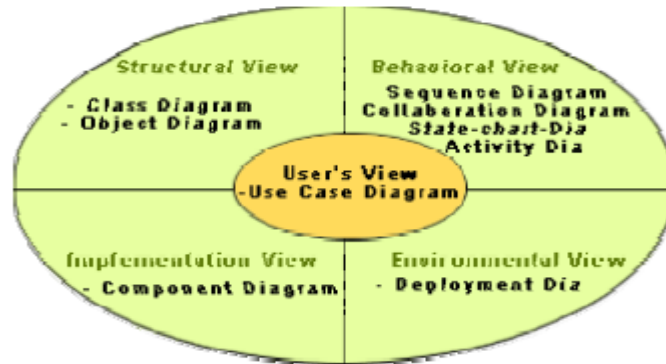 Structural View
- Class Diagram
- Object Diagram
Behavioral View
Sequence Diagram
Collaboration Diagram
State-chart-Dia
Activity Dia
User's View
-Use Case Diagram
Implementation View
- Component Diagram
Environmental View
- Deployment Dia